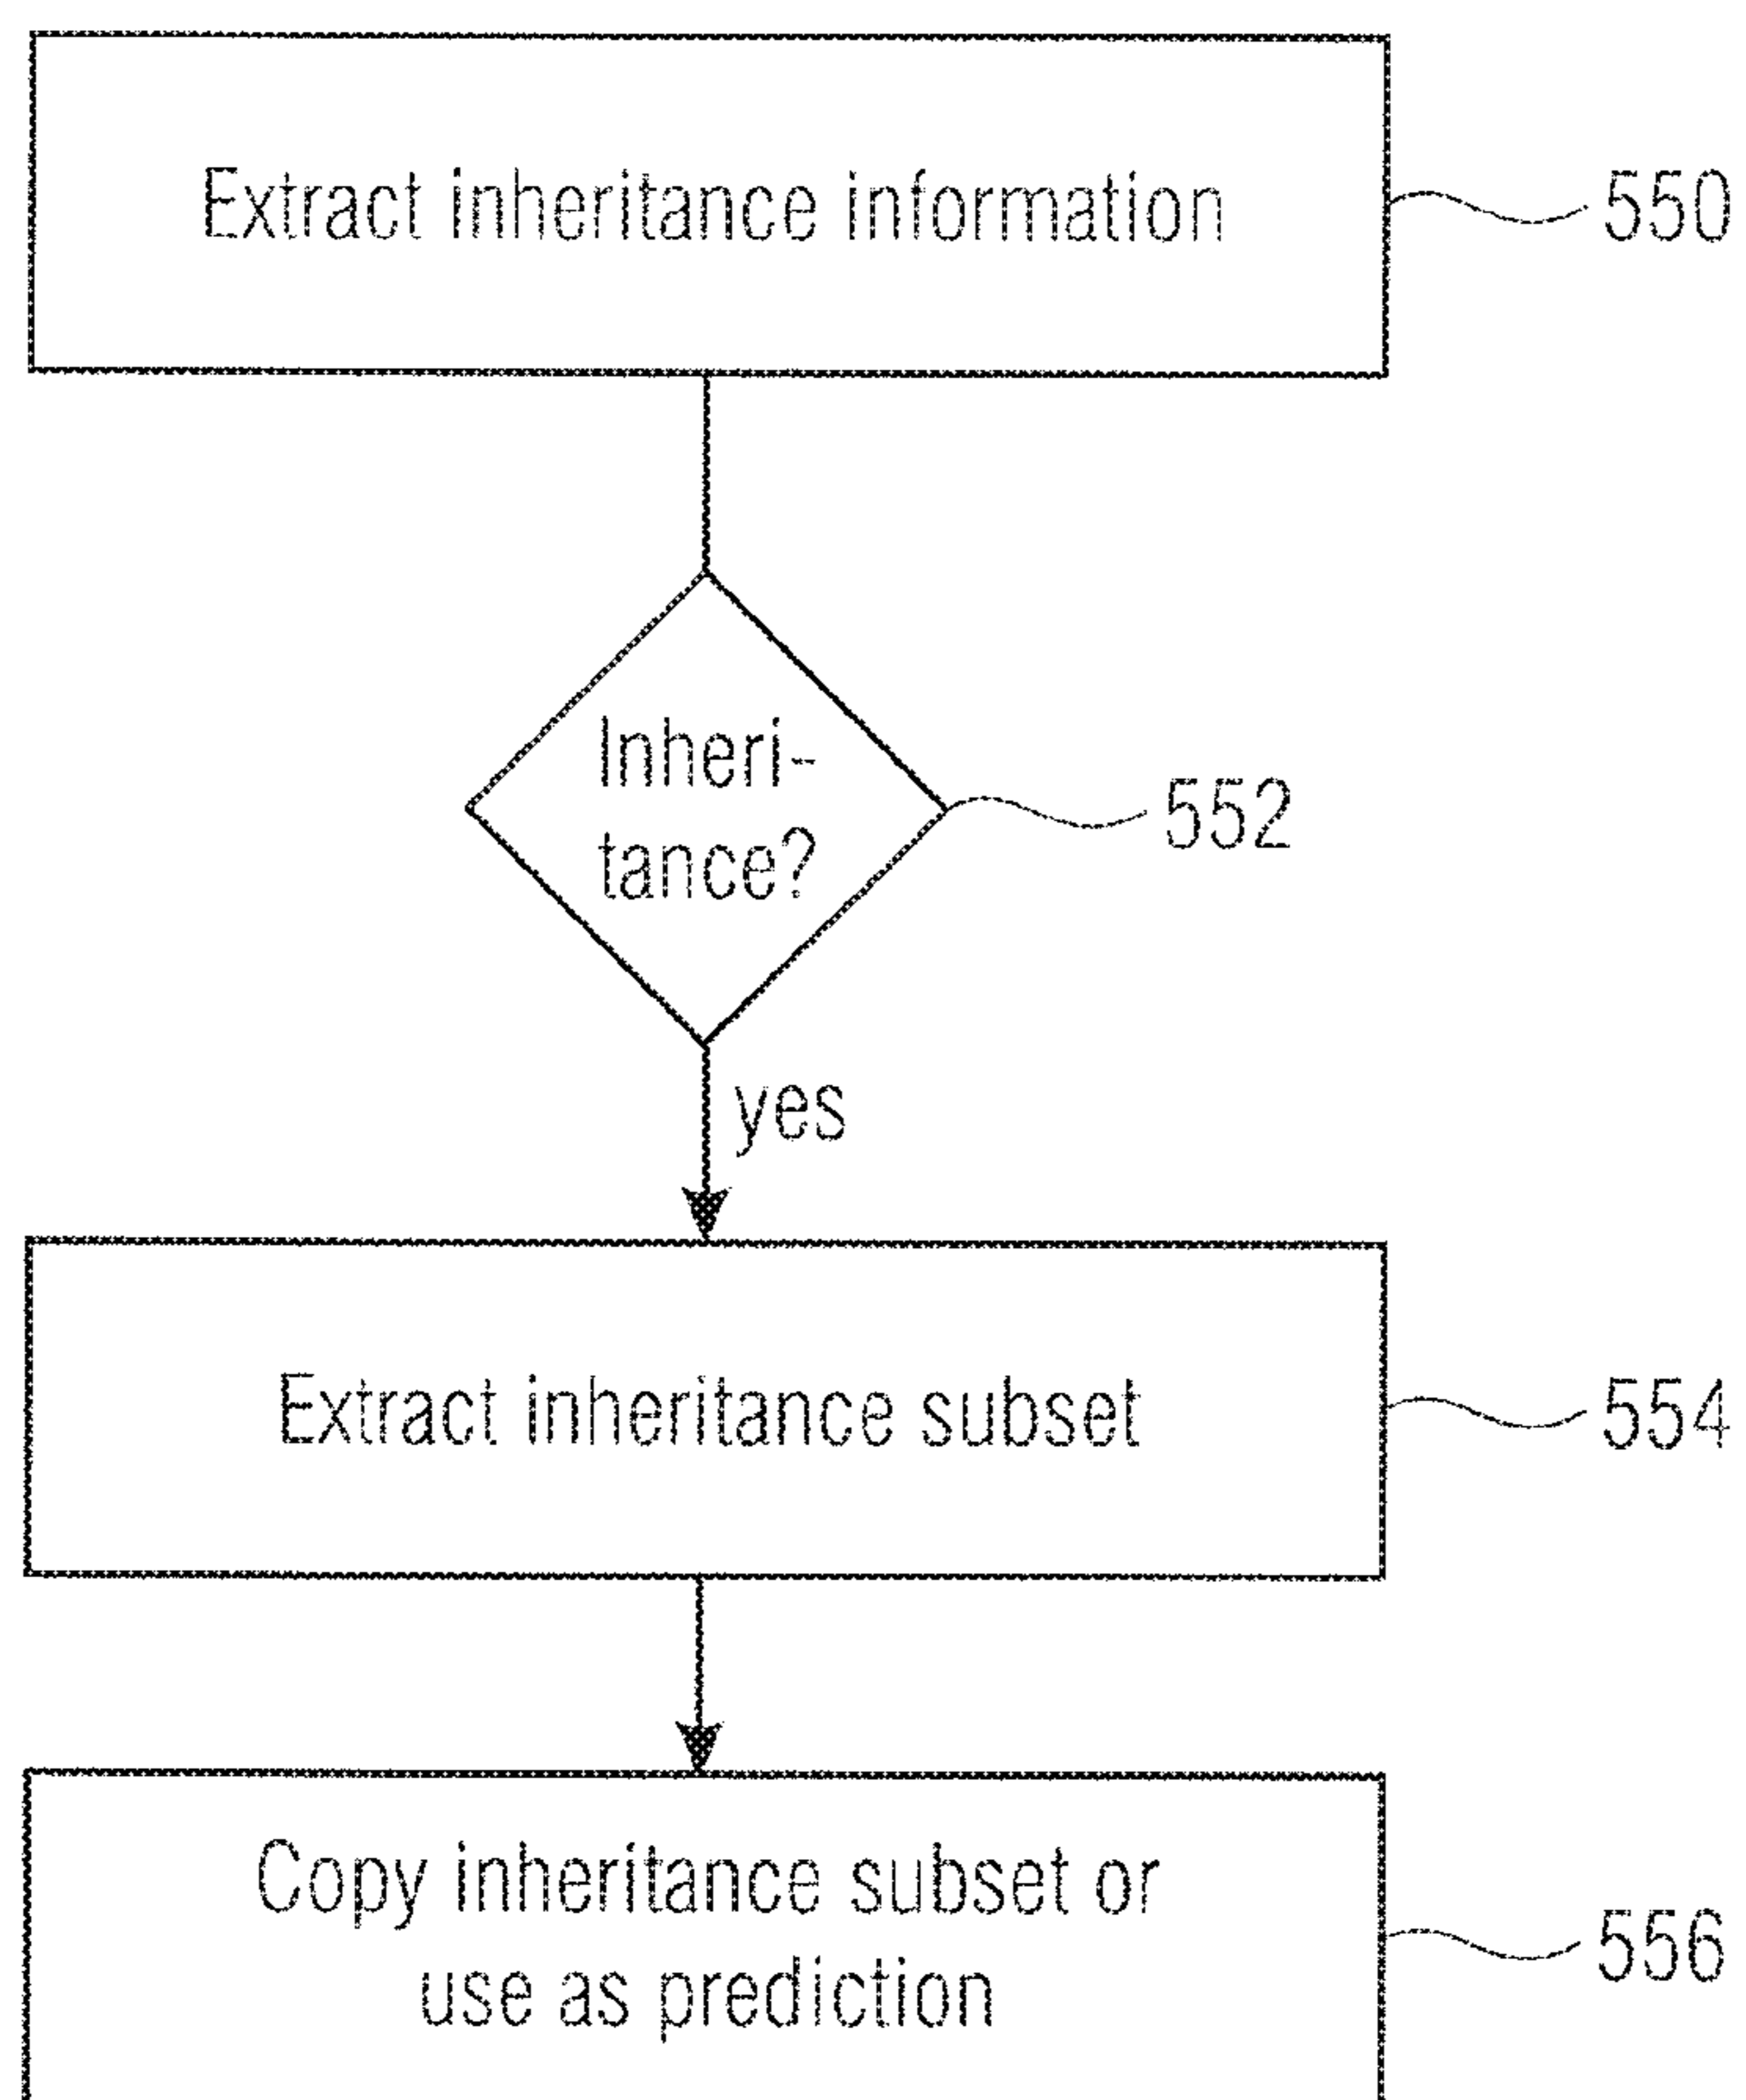 Extract inheritance information
550
Inheri-
tance?
552
yes
Extract inheritance subset
554
Copy inheritance subset or
use as prediction
556